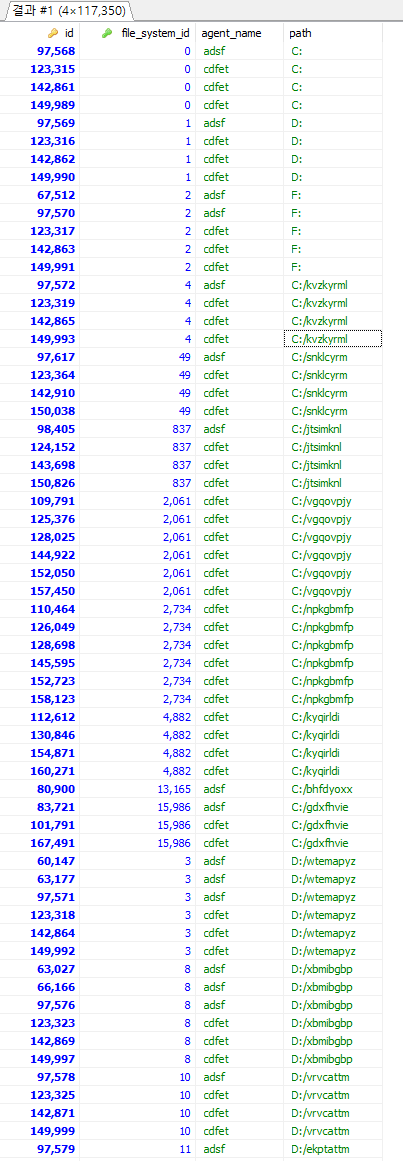 결과 #1 (4×117,350)
id file_system_id agent_name path
97,568 0 adsf C:
123,315 0 cdfet C:
142,861 0 cdfet C:
149,989 0 cdfet C:
97,569 1 adsf D:
123,316 1 cdfet D:
142,862 1 cdfet D:
149,990 1 cdfet D:
67,512 2 adsf F:
97,570 2 adsf F:
123,317 2 cdfet F:
142,863 2 cdfet F:
149,991 2 cdfet F:
97,572 4 adsf C:/kvzkyrml
123,319 4 cdfet C:/kvzkyrml
142,865 4 cdfet C:/kvzkyrml
149,993 4 cdfet C:/kvzkyrml
97,617 49 adsf C:/snklcyrm
123,364 49 cdfet C:/snklcyrm
142,910 49 cdfet C:/snklcyrm
150,038 49 cdfet C:/snklcyrm
98,405 837 adsf C:/jtsimknl
124,152 837 cdfet C:/jtsimknl
143,698 837 cdfet C:/jtsimknl
150,826 837 cdfet C:/jtsimknl
109,791 2,061 cdfet C:/vgqovpjy
125,376 2,061 cdfet C:/vgqovpjy
128,025 2,061 cdfet C:/vgqovpjy
144,922 2,061 cdfet C:/vgqovpjy
152,050 2,061 cdfet C:/vgqovpjy
157,450 2,061 cdfet C:/vgqovpjy
110,464 2,734 cdfet C:/npkgbmfp
126,049 2,734 cdfet C:/npkgbmfp
128,698 2,734 cdfet C:/npkgbmfp
145,595 2,734 cdfet C:/npkgbmfp
152,723 2,734 cdfet C:/npkgbmfp
158,123 2,734 cdfet C:/npkgbmfp
112,612 4,882 cdfet C:/kyqirldi
130,846 4,882 cdfet C:/kyqirldi
154,871 4,882 cdfet C:/kyqirldi
160,271 4,882 cdfet C:/kyqirldi
80,900 13,165 adsf C:/bhfdyoxx
83,721 15,986 adsf C:/gdxfhvie
101,791 15,986 cdfet C:/gdxfhvie
167,491 15,986 cdfet C:/gdxfhvie
60,147 3 adsf D:/wtemapyz
63,177 3 adsf D:/wtemapyz
97,571 3 adsf D:/wtemapyz
123,318 3 cdfet D:/wtemapyz
142,864 3 cdfet D:/wtemapyz
149,992 3 cdfet D:/wtemapyz
63,027 8 adsf D:/xbmibgbp
66,166 8 adsf D:/xbmibgbp
97,576 8 adsf D:/xbmibgbp
123,323 8 cdfet D:/xbmibgbp
142,869 8 cdfet D:/xbmibgbp
149,997 8 cdfet D:/xbmibgbp
97,578 10 adsf D:/vrvcattm
123,325 10 cdfet D:/vrvcattm
142,871 10 cdfet D:/vrvcattm
149,999 10 cdfet D:/vrvcattm
97,579 11 adsf D:/ekptattm